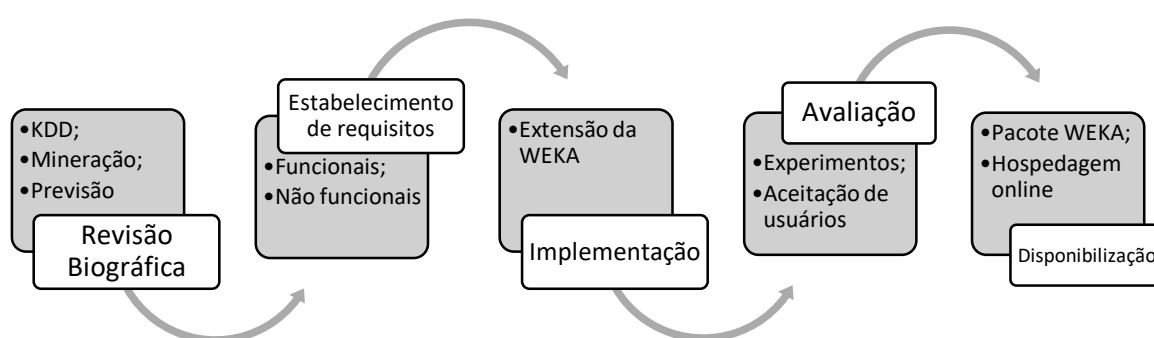 •KDD;
•Mineração;
•Previsão
Revisão
Biográfica
Estabelecimento
de requisitos
•Funcionais;
•Não funcionais
•Extensão da
WEKA
Implementação
Avaliação
•Experimentos;
•Aceitação de
usuários
•Pacote WEKA;
•Hospedagem
online
Disponibilização